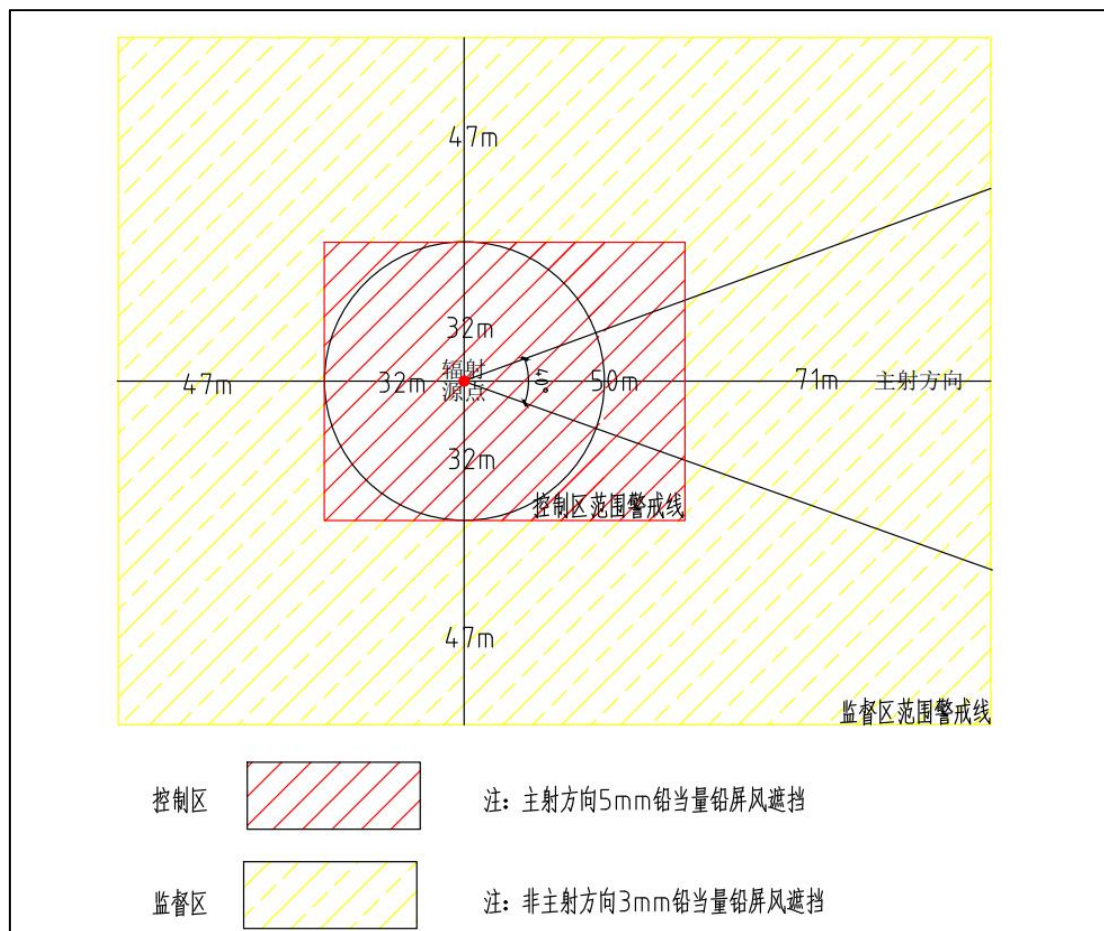 47m
32m
辐射
源点
47m
32m
40°
50m
71m
主射方向
32m
控制区范围警戒线
47m
监督区范围警戒线
控制区
注：主射方向5mm铅当量铅屏风遮挡
监督区
注：非主射方向3mm铅当量铅屏风遮挡